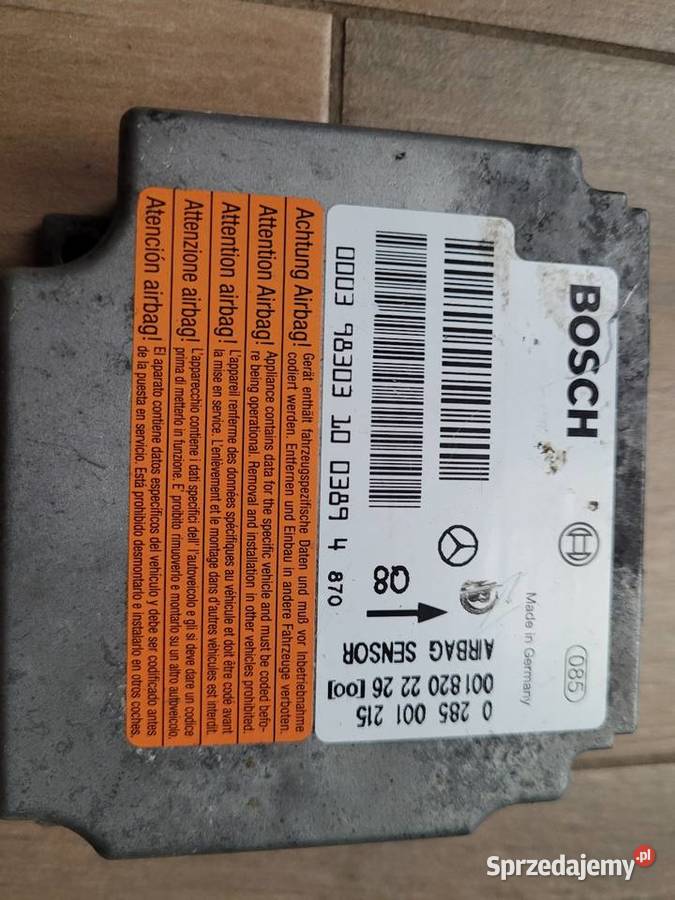 BOSCH
085
Made in Germany
0 285 001 215
001 820 22 26 [00]
AIRBAG SENSOR
Q8
0003 98303 10 0389 4 870
Achtung Airbag! Gerät enthält fahrzeugspezifische Daten und muß vor Inbetriebnahme
codiert werden. Entfernen und Einbau in andere Fahrzeuge verboten.
Attention Airbag! Appliance contains data for the specific vehicle and must be coded befo-
re being operational. Removal and installation in other vehicles prohibited.
Attention airbag! L'appareil renferme des données spécifiques au véhicule et doit être codé avant
la mise en service. L'enlèvement et le montage dans d'autres véhicules est interdit.
Attenzione airbag! L'apparecchio contiene i dati specifici dell'autoveicolo e gli si deve dare un codice
prima di metterlo in funzione. E' proibito rimuoverlo e montarlo su un altro autoveicolo.
Atención airbag! El aparato contiene datos específicos del vehículo y debe ser codificado antes
de la puesta en servicio. Está prohibido desmontarlo e instalarlo en otros coches.
Sprzedajemy.pl